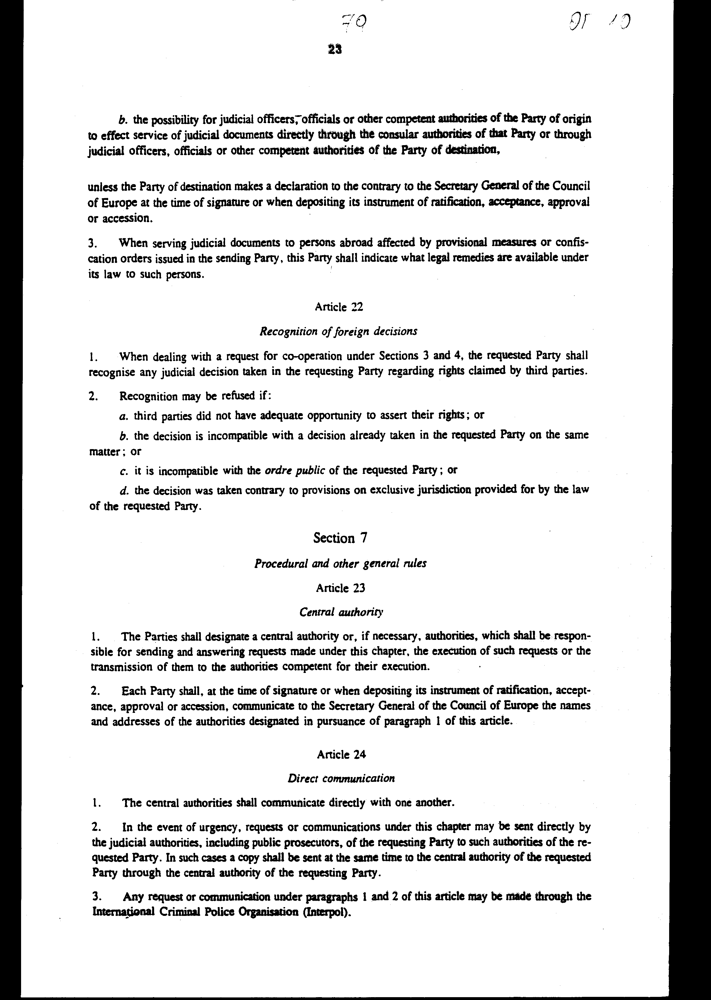 23
b. the possibility for judicial officers, officials or other competent authorities of the Party of origin
to effect service of judicial documents directly through the consular authorities of that Party or through
judicial officers, officials or other competent authorities of the Party of destination,
unless the Party of destination makes a declaration to the contrary to the Secretary General of the Council
of Europe at the time of signature or when depositing its instrument of ratification, acceptance, approval
or accession.
3. When serving judicial documents to persons abroad affected by provisional measures or confis-
cation orders issued in the sending Party, this Party shall indicate what legal remedies are available under
its law to such persons.
Article 22
Recognition of foreign decisions
1. When dealing with a request for co-operation under Sections 3 and 4, the requested Party shall
recognise any judicial decision taken in the requesting Party regarding rights claimed by third parties.
2. Recognition may be refused if:
a. third parties did not have adequate opportunity to assert their rights; or
b. the decision is incompatible with a decision already taken in the requested Party on the same
matter; or
c. it is incompatible with the ordre public of the requested Party; or
d. the decision was taken contrary to provisions on exclusive jurisdiction provided for by the law
of the requested Party.
Section 7
Procedural and other general rules
Article 23
Central authority
1. The Parties shall designate a central authority or, if necessary, authorities, which shall be respon-
sible for sending and answering requests made under this chapter, the execution of such requests or the
transmission of them to the authorities competent for their execution.
2. Each Party shall, at the time of signature or when depositing its instrument of ratification, accept-
ance, approval or accession, communicate to the Secretary General of the Council of Europe the names
and addresses of the authorities designated in pursuance of paragraph 1 of this article.
Article 24
Direct communication
1. The central authorities shall communicate directly with one another.
2. In the event of urgency, requests or communications under this chapter may be sent directly by
the judicial authorities, including public prosecutors, of the requesting Party to such authorities of the re-
quested Party. In such cases a copy shall be sent at the same time to the central authority of the requested
Party through the central authority of the requesting Party.
3. Any request or communication under paragraphs 1 and 2 of this article may be made through the
International Criminal Police Organisation (Interpol).